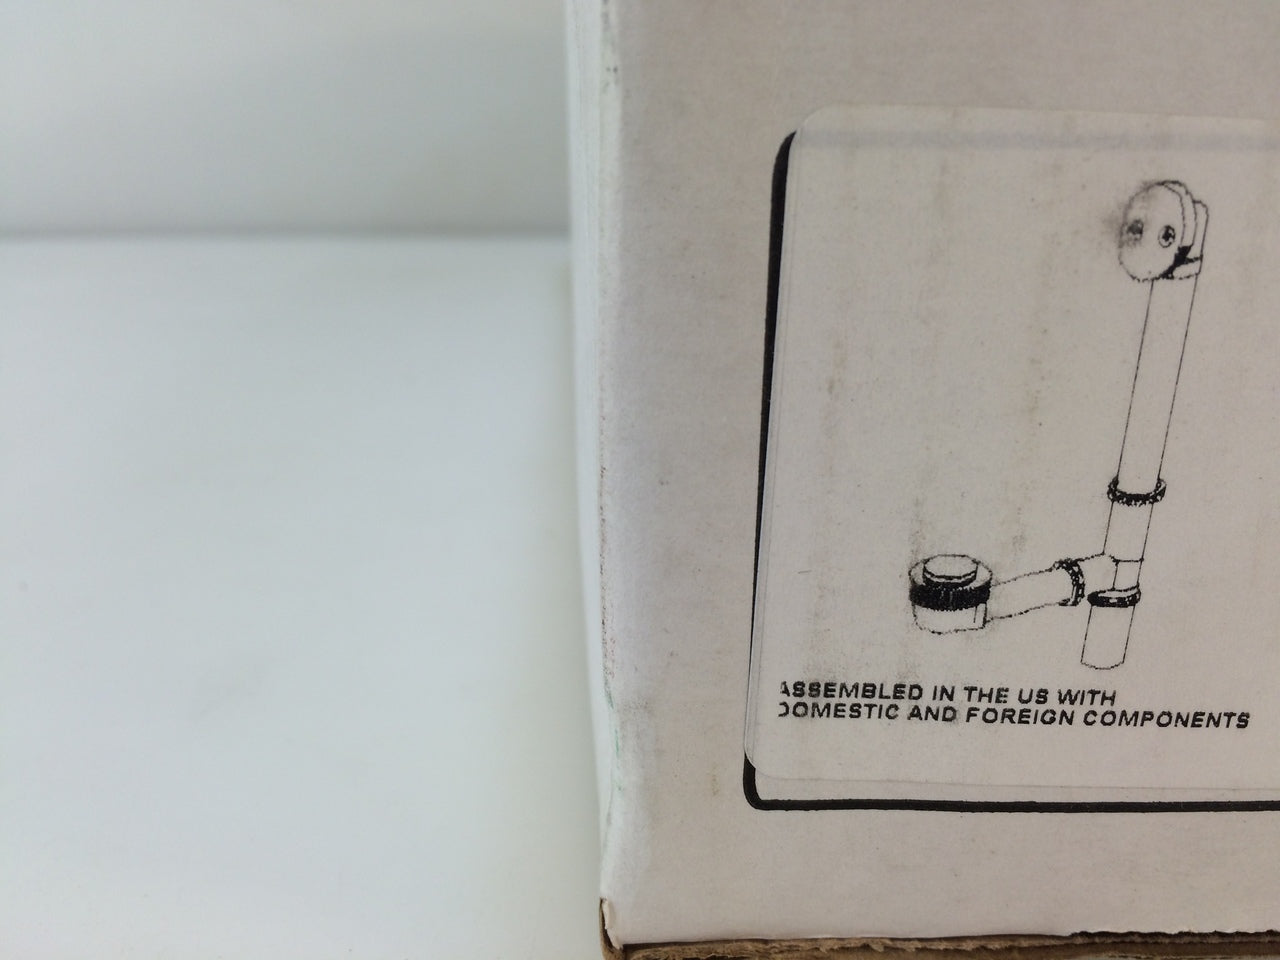 ASSEMBLED IN THE US WITH
DOMESTIC AND FOREIGN COMPONENTS